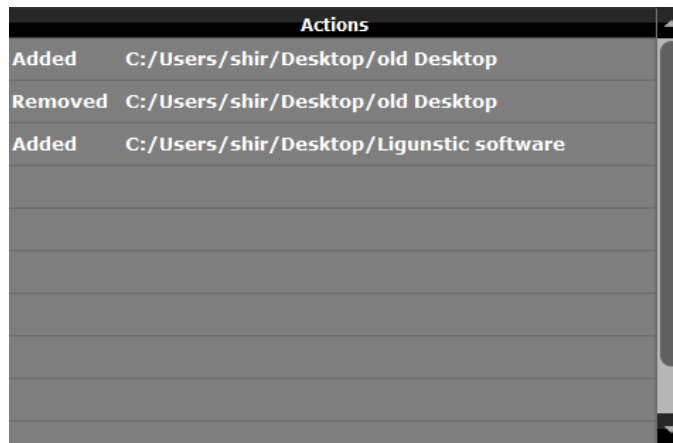 Actions
Added C:/Users/shir/Desktop/old Desktop
Removed C:/Users/shir/Desktop/old Desktop
Added C:/Users/shir/Desktop/Ligunstic software